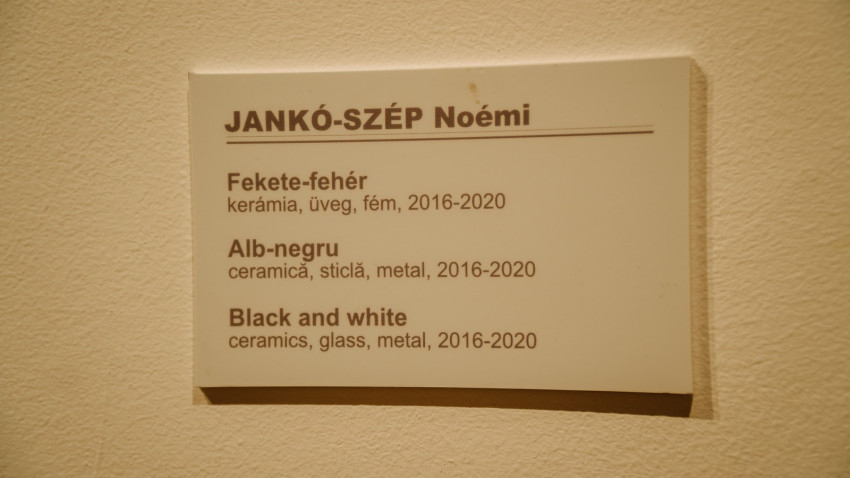 JANKÓ-SZÉP Noémi
Fekete-fehér
kerámia, üveg, fém, 2016-2020
Alb-negru
ceramică, sticlă, metal, 2016-2020
Black and white
ceramics, glass, metal, 2016-2020